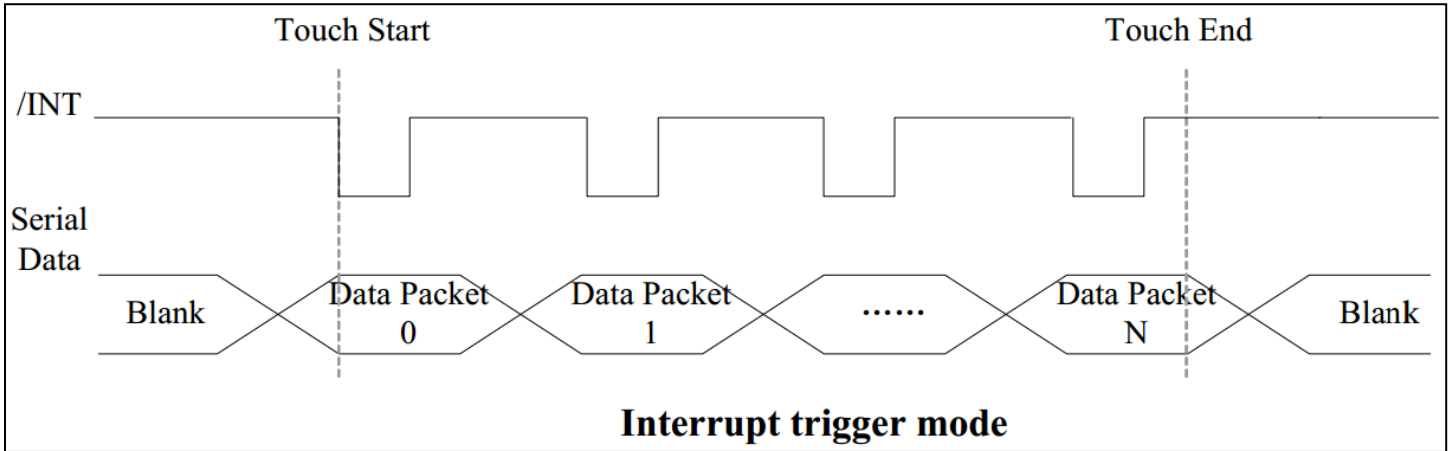 Touch Start
Touch End
/INT
Serial
Data
Blank
Data Packet
0
Data Packet
1
......
Data Packet
N
Blank
Interrupt trigger mode